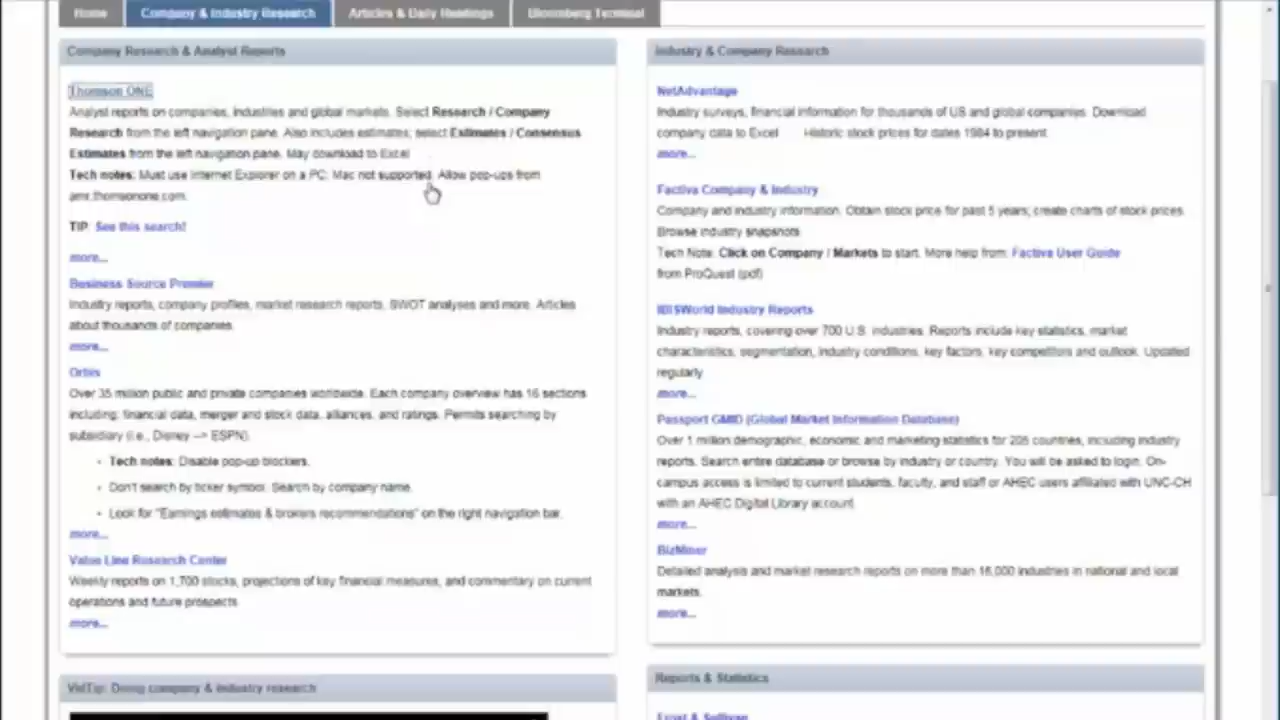 Home
Company & Industry Research
Articles & Daily Readings
Bloomberg Terminal
Company Research & Analyst Reports
Thomson ONE
Analyst reports on companies, industries and global markets. Select Research / Company
Research from the left navigation pane. Also includes estimates; select Estimates / Consensus
Estimates from the left navigation pane. May download to Excel
Tech notes: Must use Internet Explorer on a PC; Mac not supported. Allow pop-ups from
amr.thomsonone.com.
TIP: See this search!
more...
Business Source Premier
Industry reports, company profiles, market research reports, SWOT analyses and more. Articles
about thousands of companies.
more...
Orbis
Over 35 million public and private companies worldwide. Each company overview has 16 sections
including: financial data, merger and stock data, alliances, and ratings. Permits searching by
subsidiary (i.e., Disney --> ESPN).
• Tech notes: Disable pop-up blockers.
• Don't search by ticker symbol. Search by company name.
• Look for "Earnings estimates & brokers recommendations" on the right navigation bar.
more...
Value Line Research Center
Weekly reports on 1,700 stocks, projections of key financial measures, and commentary on current
operations and future prospects
more...
VidTip: Doing company & industry research
Industry & Company Research
NetAdvantage
Industry surveys, financial information for thousands of US and global companies. Download
company data to Excel Historic stock prices for dates 1984 to present
more...
Factiva Company & Industry
Company and industry information. Obtain stock price for past 5 years; create charts of stock prices.
Browse industry snapshots
Tech Note: Click on Company / Markets to start. More help from: Factiva User Guide
from ProQuest (pdf)
IBISWorld Industry Reports
Industry reports, covering over 700 U.S. industries. Reports include key statistics, market
characteristics, segmentation, industry conditions, key factors, key competitors and outlook. Updated
regularly
more...
Passport GMID (Global Market Information Database)
Over 1 million demographic, economic and marketing statistics for 205 countries, including industry
reports. Search entire database or browse by industry or country. You will be asked to login. On-
campus access is limited to current students, faculty, and staff or AHEC users affiliated with UNC-CH
with an AHEC Digital Library account
more...
BizMiner
Detailed analysis and market research reports on more than 16,000 industries in national and local
markets.
more...
Reports & Statistics
Frost & Sullivan